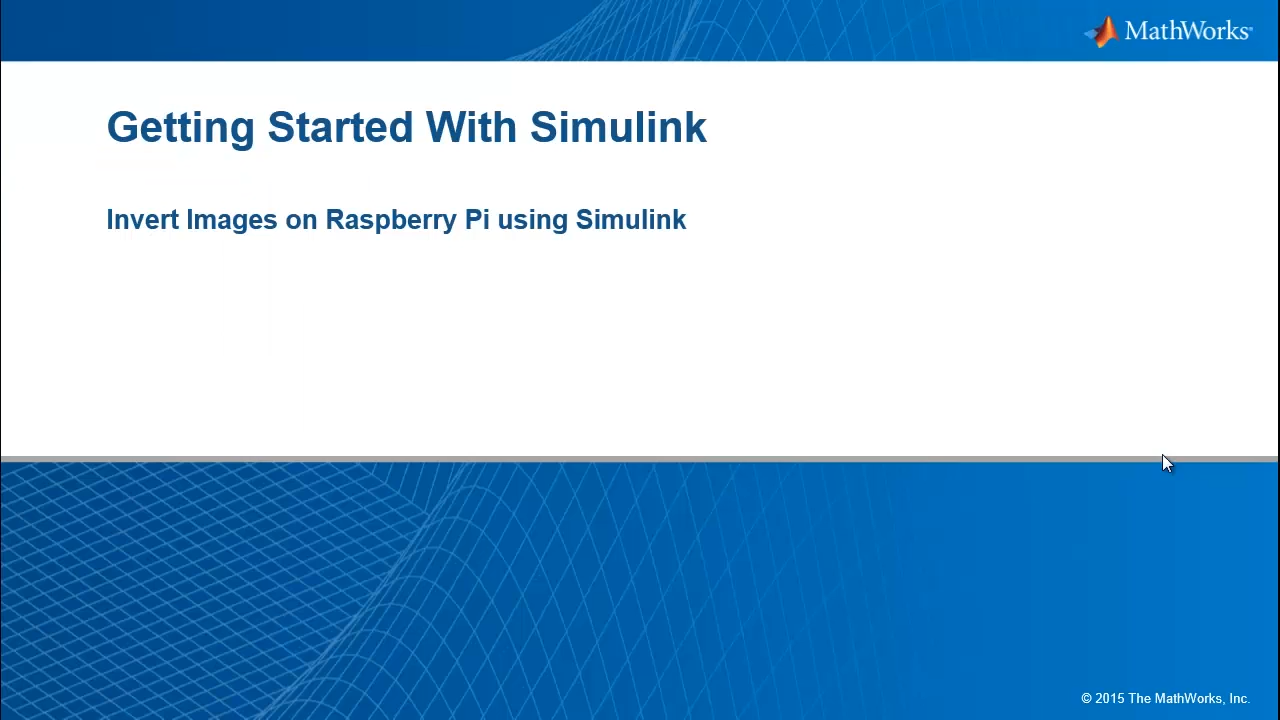 MathWorks®
Getting Started With Simulink
Invert Images on Raspberry Pi using Simulink
© 2015 The MathWorks, Inc.